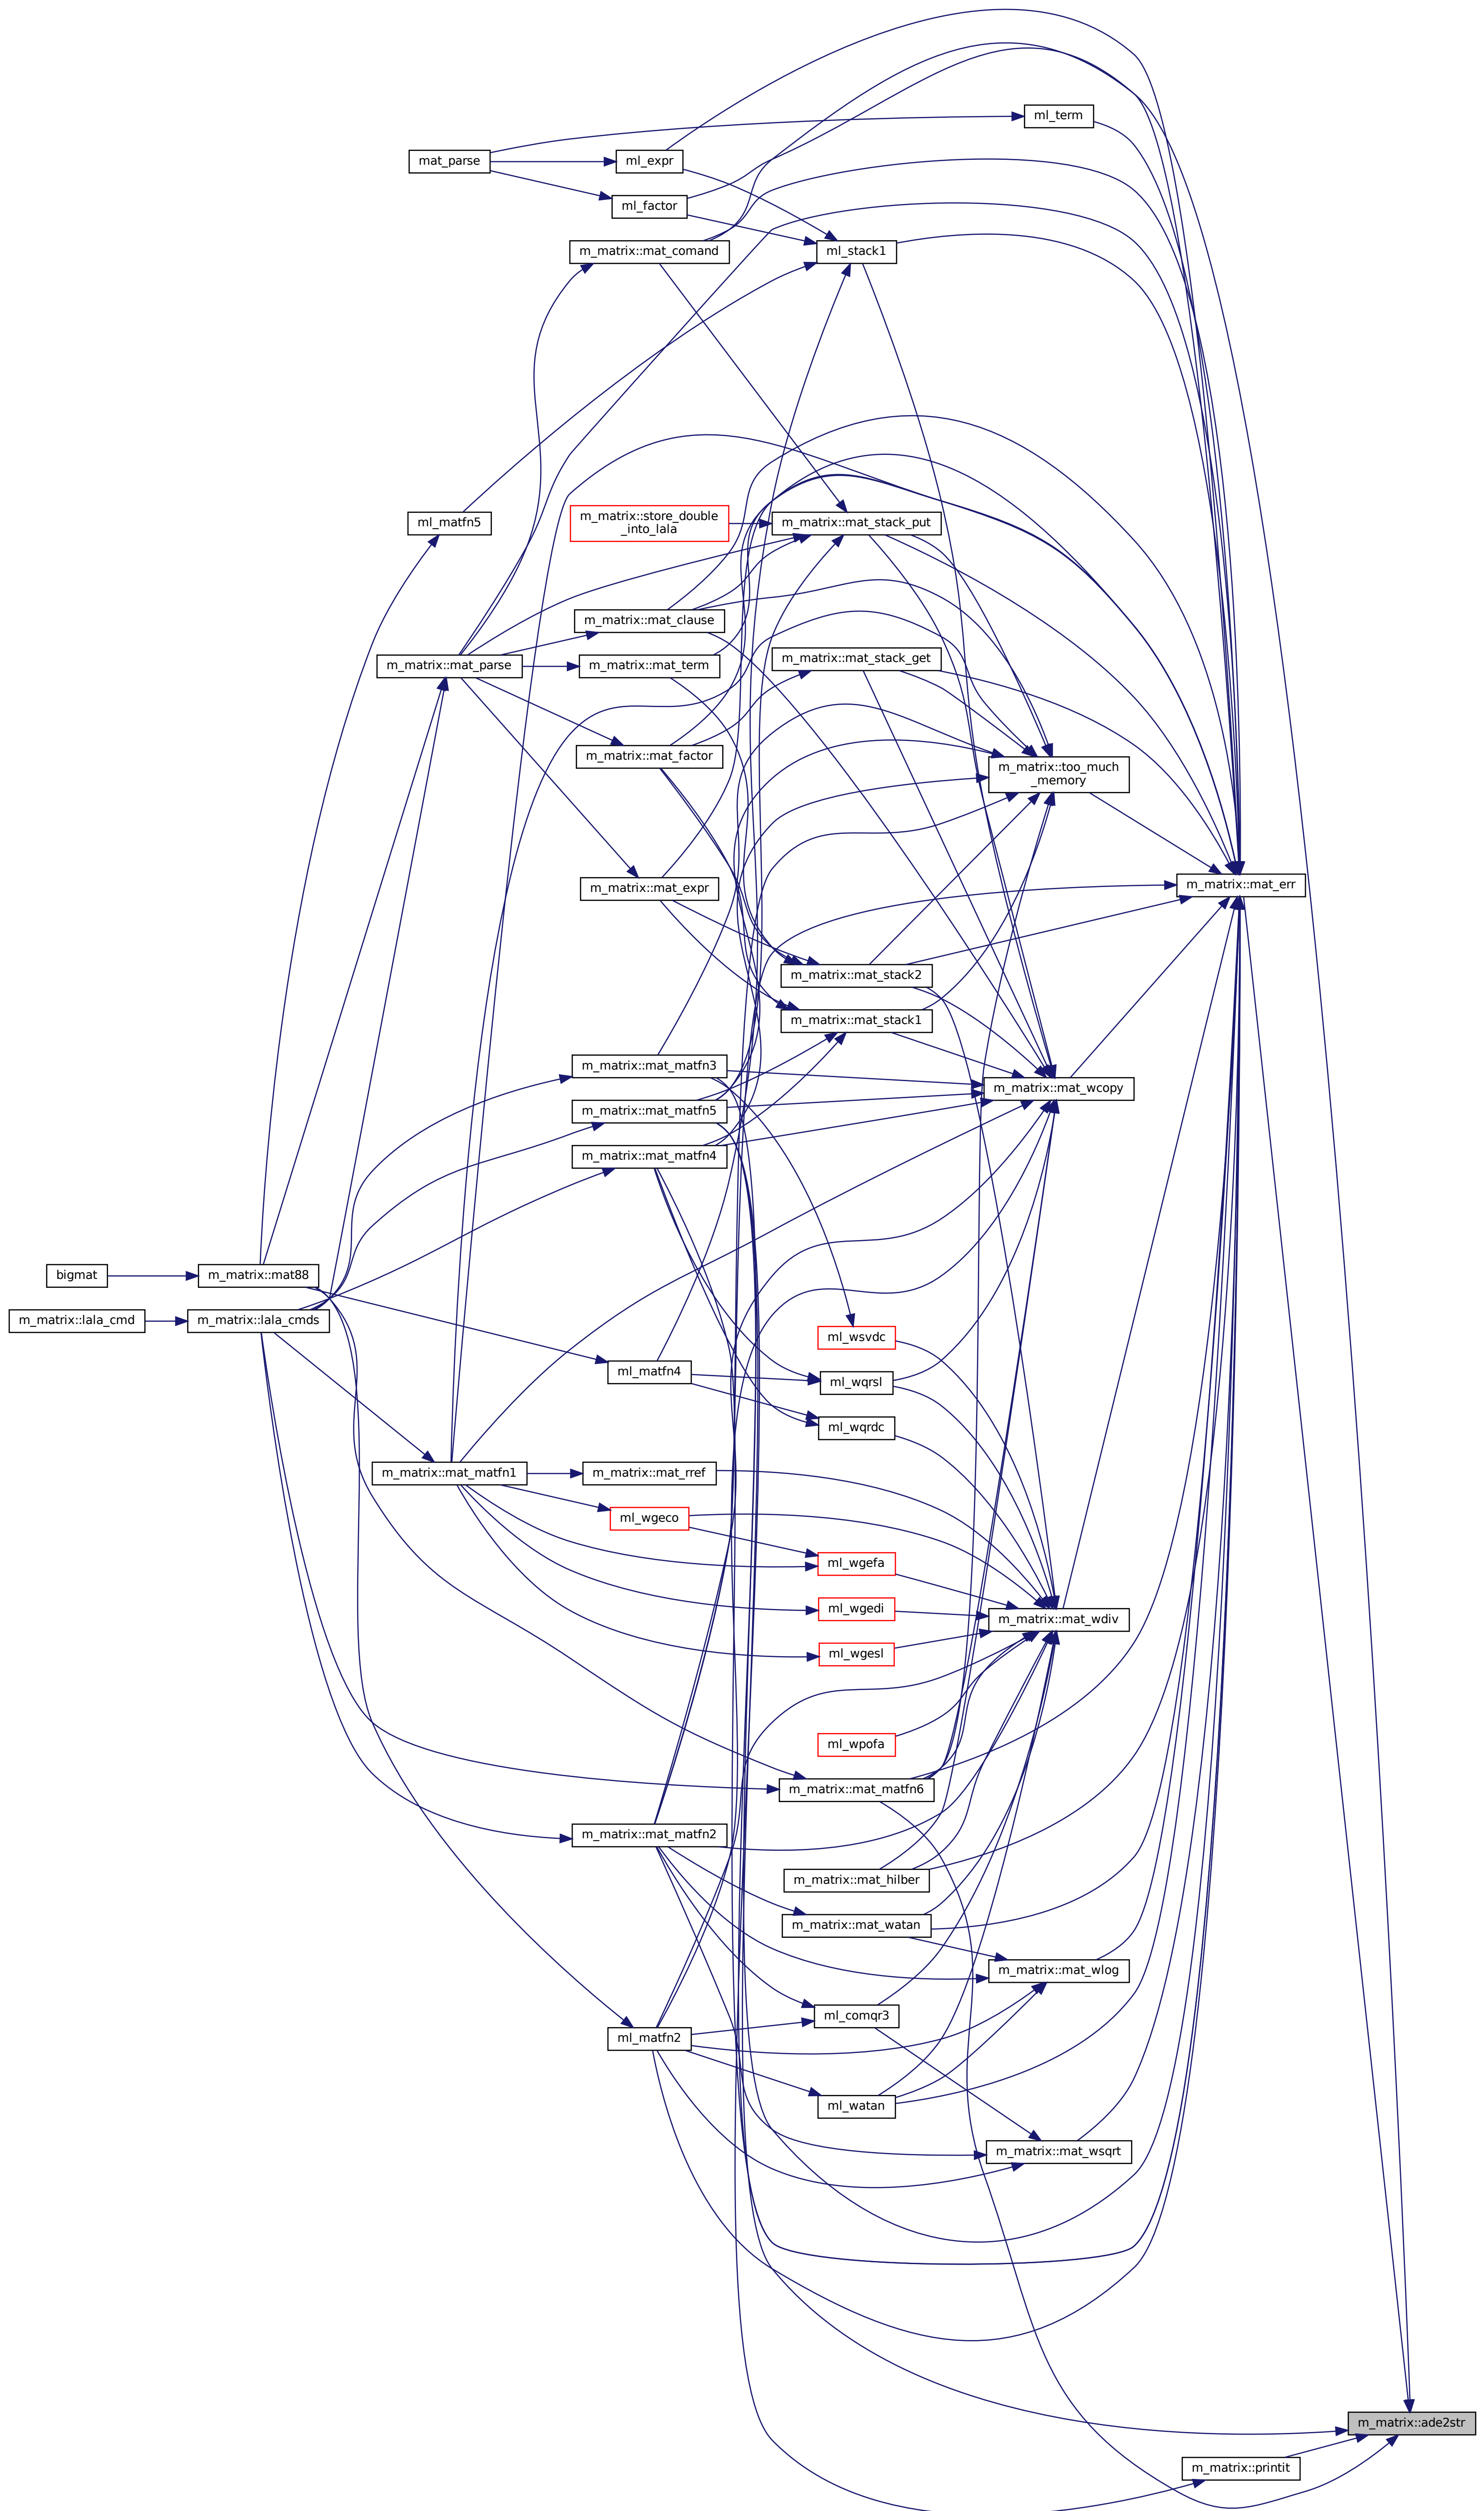 ml_term
mat_parse
ml_expr
ml_factor
m_matrix::mat_comand
ml_stack1
ml_matfn5
m_matrix::store_double
_into_lala
m_matrix::mat_stack_put
m_matrix::mat_clause
m_matrix::mat_parse
m_matrix::mat_term
m_matrix::mat_stack_get
m_matrix::mat_factor
m_matrix::too_much
_memory
m_matrix::mat_expr
m_matrix::mat_err
m_matrix::mat_stack2
m_matrix::mat_stack1
m_matrix::mat_matfn3
m_matrix::mat_wcopy
m_matrix::mat_matfn5
m_matrix::mat_matfn4
bigmat
m_matrix::mat88
m_matrix::lala_cmd
m_matrix::lala_cmds
ml_wsvdc
ml_matfn4
ml_wqrsl
ml_wqrdc
m_matrix::mat_matfn1
m_matrix::mat_rref
ml_wgeco
ml_wgefa
ml_wgedi
m_matrix::mat_wdiv
ml_wgesl
ml_wpofa
m_matrix::mat_matfn6
m_matrix::mat_matfn2
m_matrix::mat_hilber
m_matrix::mat_watan
m_matrix::mat_wlog
ml_comqr3
ml_matfn2
ml_watan
m_matrix::mat_wsqrt
m_matrix::ade2str
m_matrix::printit